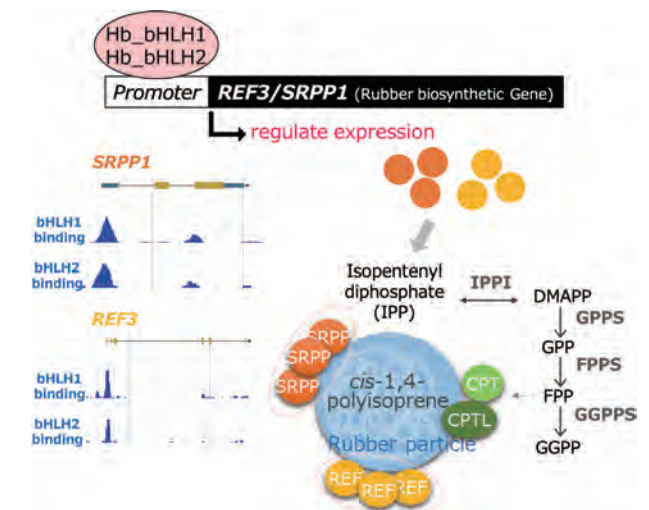 Hb_bHLH1
Hb_bHLH2
Promoter
REF3/SRPP1 (Rubber biosynthetic Gene)
regulate expression
SRPP1
bHLH1
binding
bHLH2
binding
REF3
bHLH1
binding
bHLH2
binding
Isopentenyl
diphosphate
(IPP)
IPPI
DMAPP
GPPS
GPP
FPPS
FPP
GGPPS
GGPP
SRPP
SRPP
SRPP
cis-1,4-
polyisoprene
CPT
CPTL
Rubber particle
REF
REF
REF